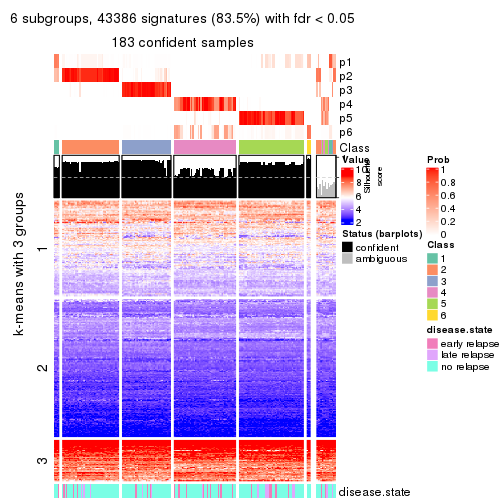 6 subgroups, 43386 signatures (83.5%) with fdr < 0.05
183 confident samples
p1
p2
p3
p4
p5
p6
Class
Silhouette
score
1
2
3
k-means with 3 groups
disease.state
Value
10
8
6
4
2
Status (barplots)
confident
ambiguous
Prob
1
0.8
0.6
0.4
0.2
0
Class
1
2
3
4
5
6
disease.state
early relapse
late relapse
no relapse